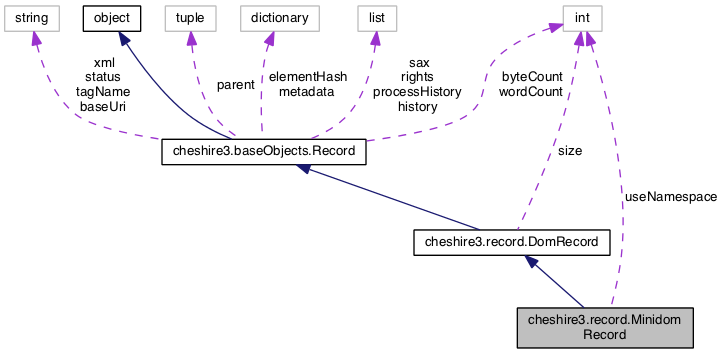 string
object
tuple
dictionary
list
int
xml
status
tagName
baseUri
parent
elementHash
metadata
sax
rights
processHistory
history
byteCount
wordCount
cheshire3.baseObjects.Record
size
useNamespace
cheshire3.record.DomRecord
cheshire3.record.Minidom
Record